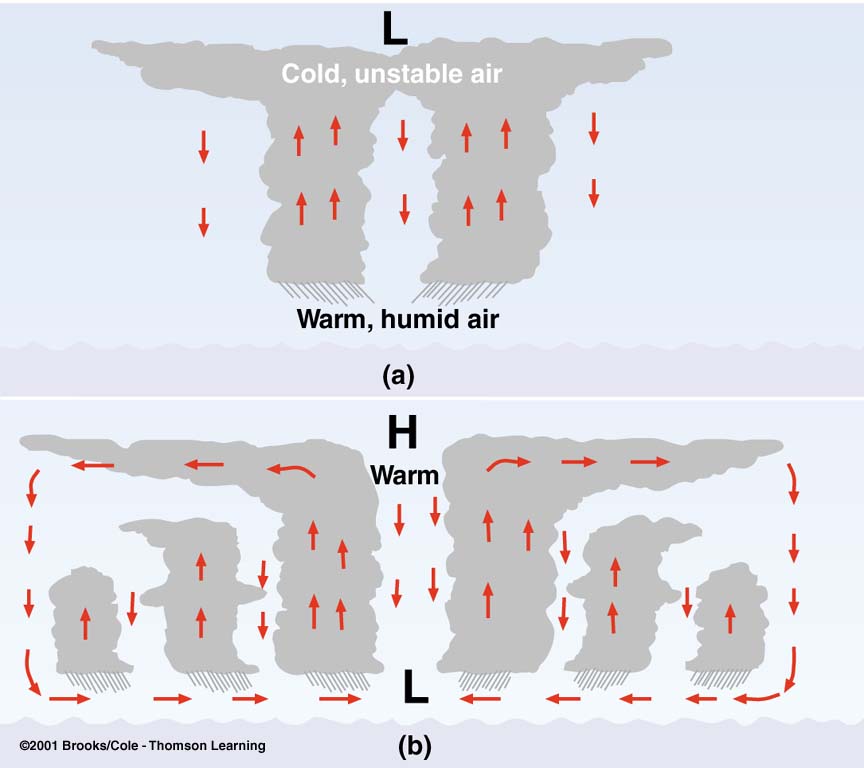 L
Cold, unstable air
Warm, humid air
(a)
H
Warm
L
©2001 Brooks/Cole - Thomson Learning
(b)